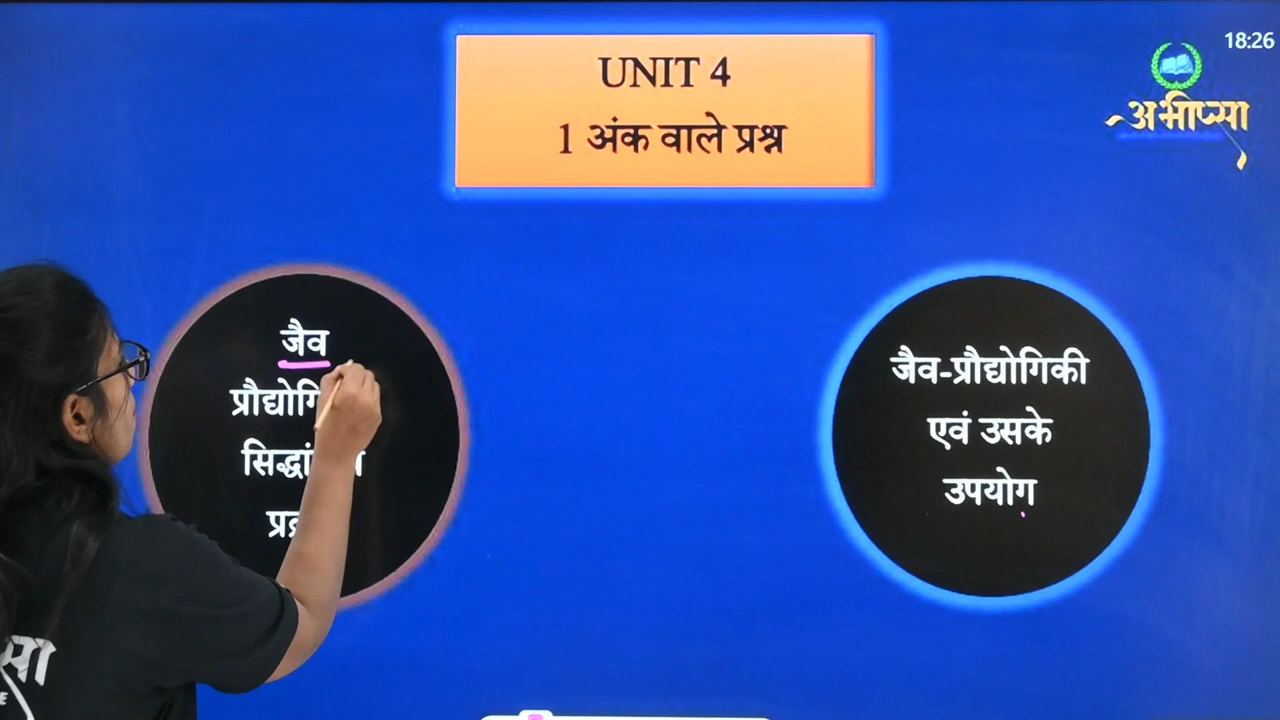 18:26
UNIT 4
1 अंक वाले प्रश्न
अभीप्सा
जैव
जैव-प्रौद्योगिकी
एवं उसके
उपयोग